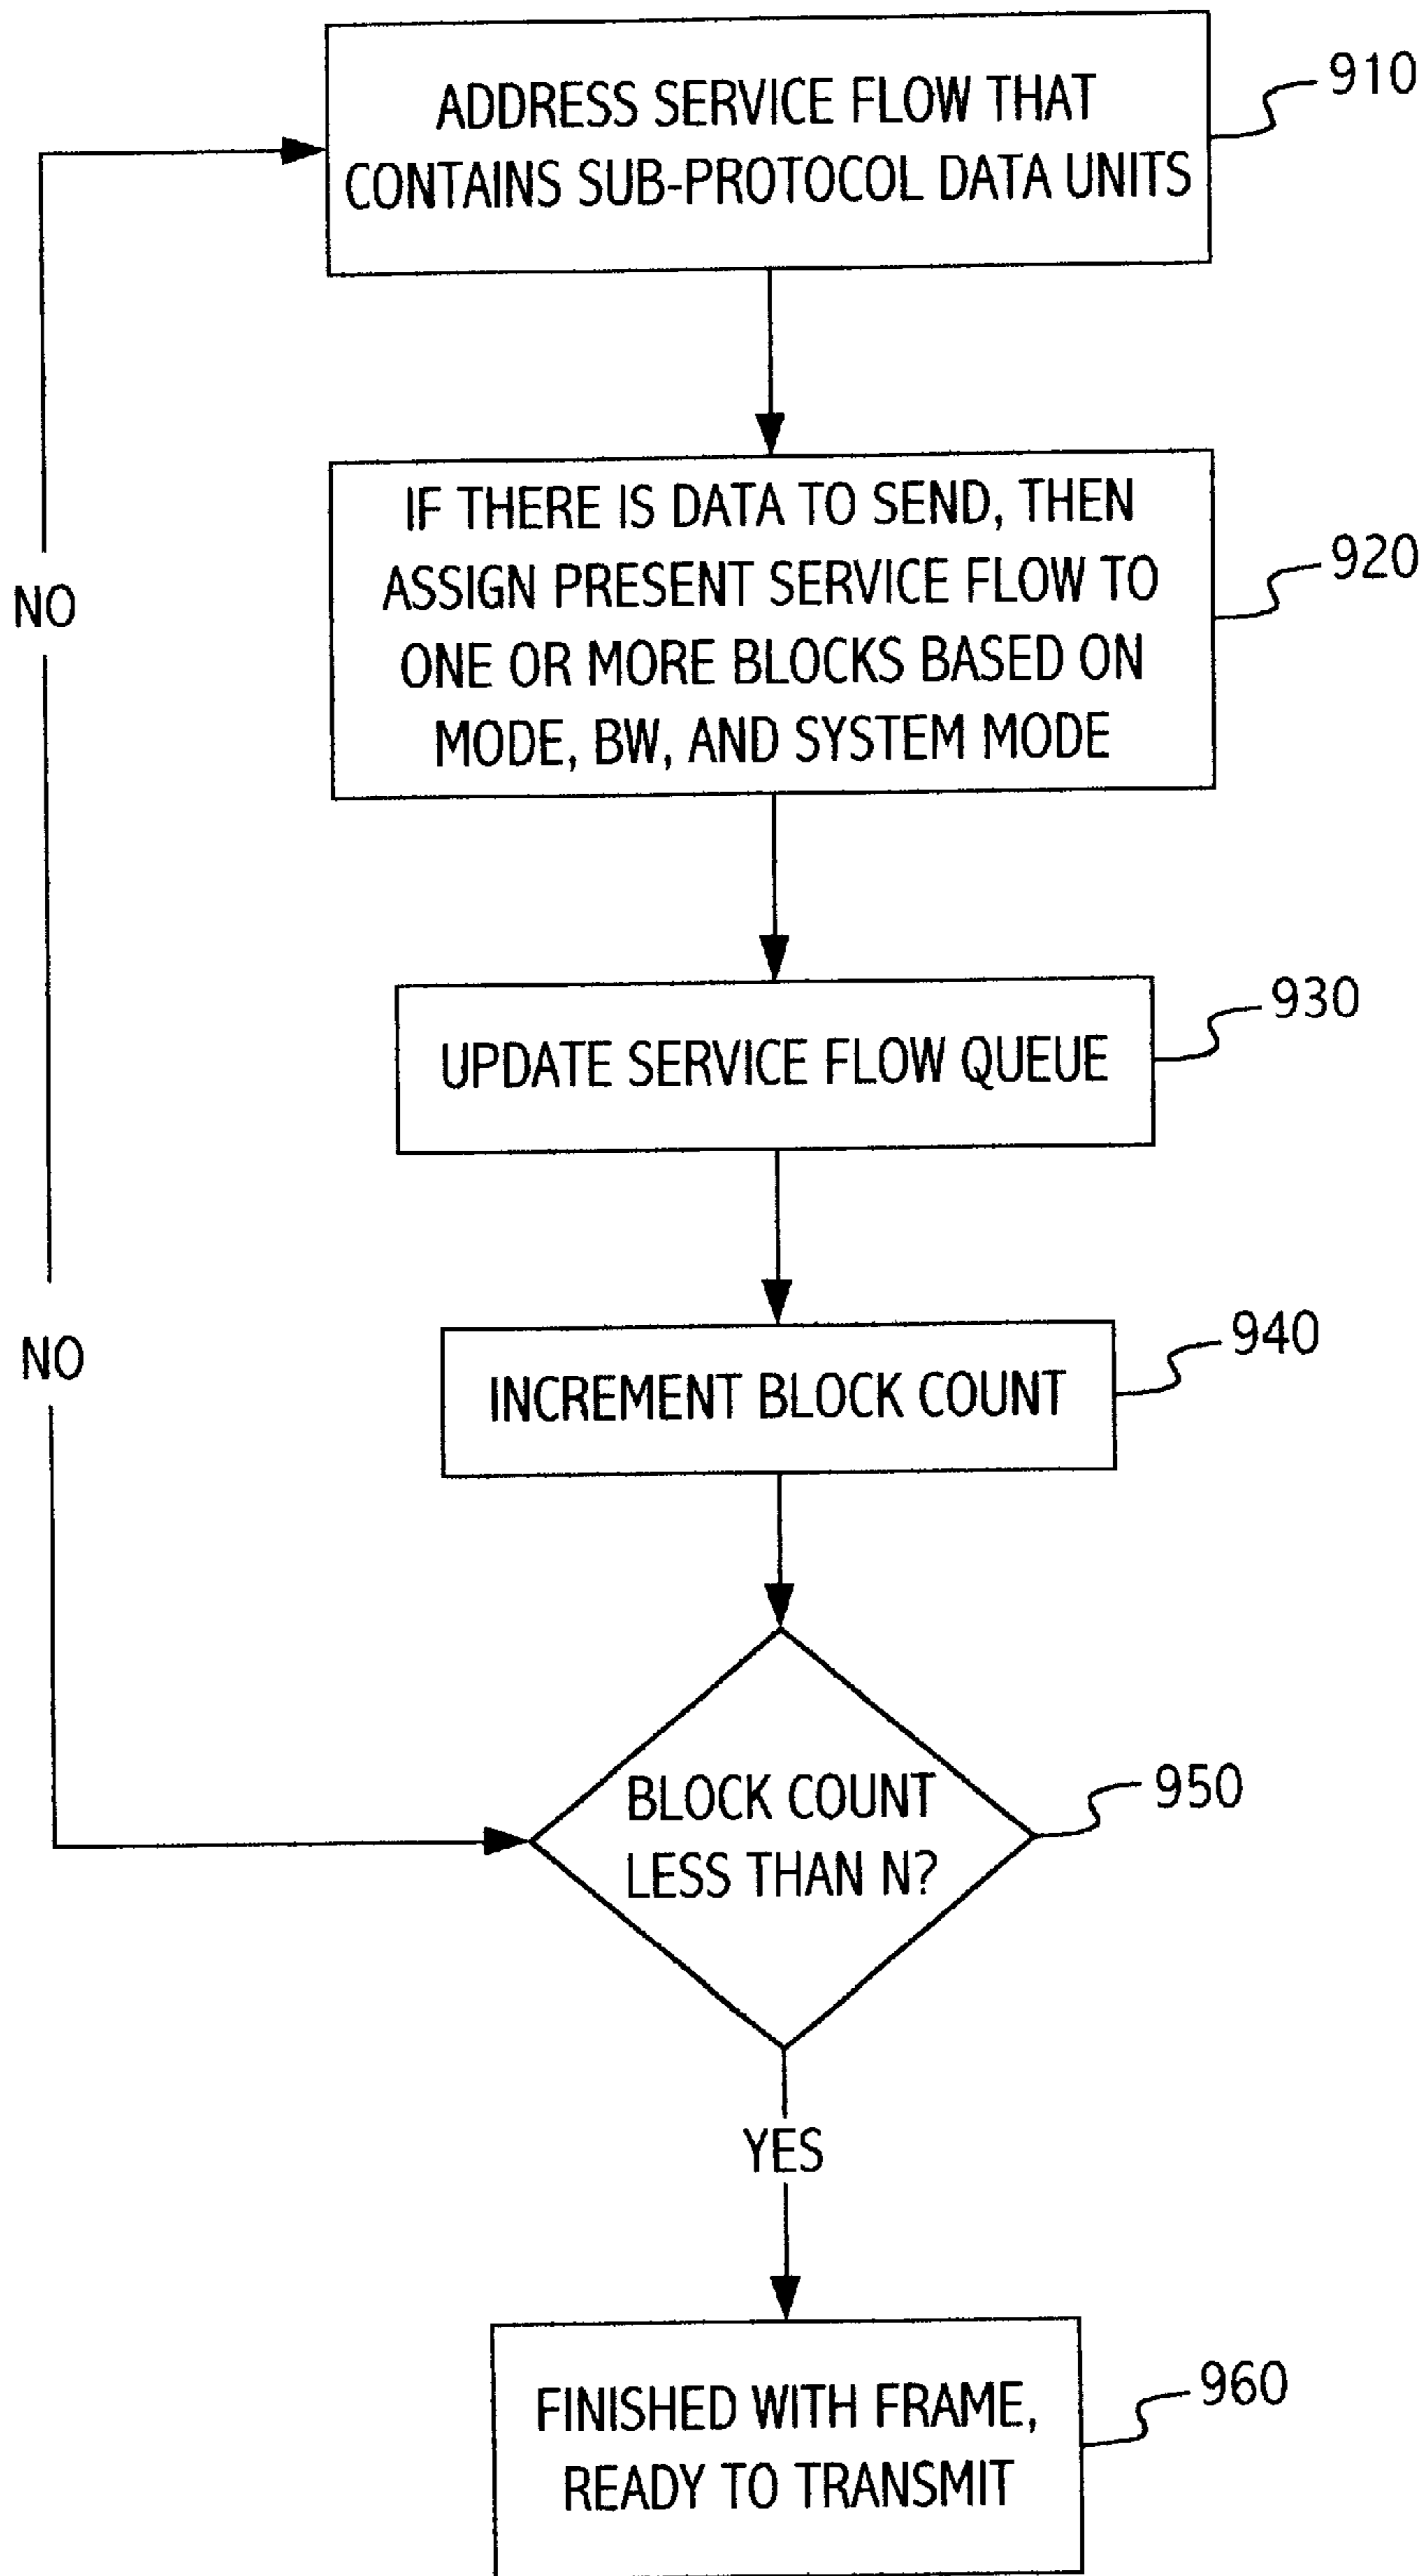 ADDRESS SERVICE FLOW THAT
CONTAINS SUB-PROTOCOL DATA UNITS
910
IF THERE IS DATA TO SEND, THEN
ASSIGN PRESENT SERVICE FLOW TO
ONE OR MORE BLOCKS BASED ON
MODE, BW, AND SYSTEM MODE
920
NO
UPDATE SERVICE FLOW QUEUE
930
INCREMENT BLOCK COUNT
940
NO
BLOCK COUNT
LESS THAN N?
950
YES
FINISHED WITH FRAME,
READY TO TRANSMIT
960